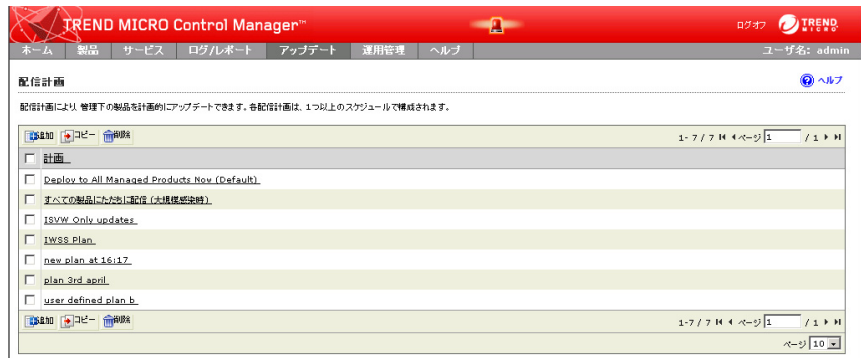 TREND MICRO Control Manager™
ログオフ TREND MICRO
ホーム 製品 サービス ログ/レポート アップデート 運用管理 ヘルプ ユーザ名: admin
配信計画 ヘルプ
配信計画により、管理下の製品を計画的にアップデートできます。各配信計画は、1つ以上のスケジュールで構成されます。
追加 コピー 削除 1-7 / 7 ページ 1 / 1
計画
Deploy to All Managed Products Now (Default)
すべての製品にただちに配信 (大規模感染時)
ISVW Only updates
IWSS Plan
new plan at 16:17
plan 3rd april
user defined plan b
追加 コピー 削除 1-7 / 7 ページ 1 / 1
ページ 10